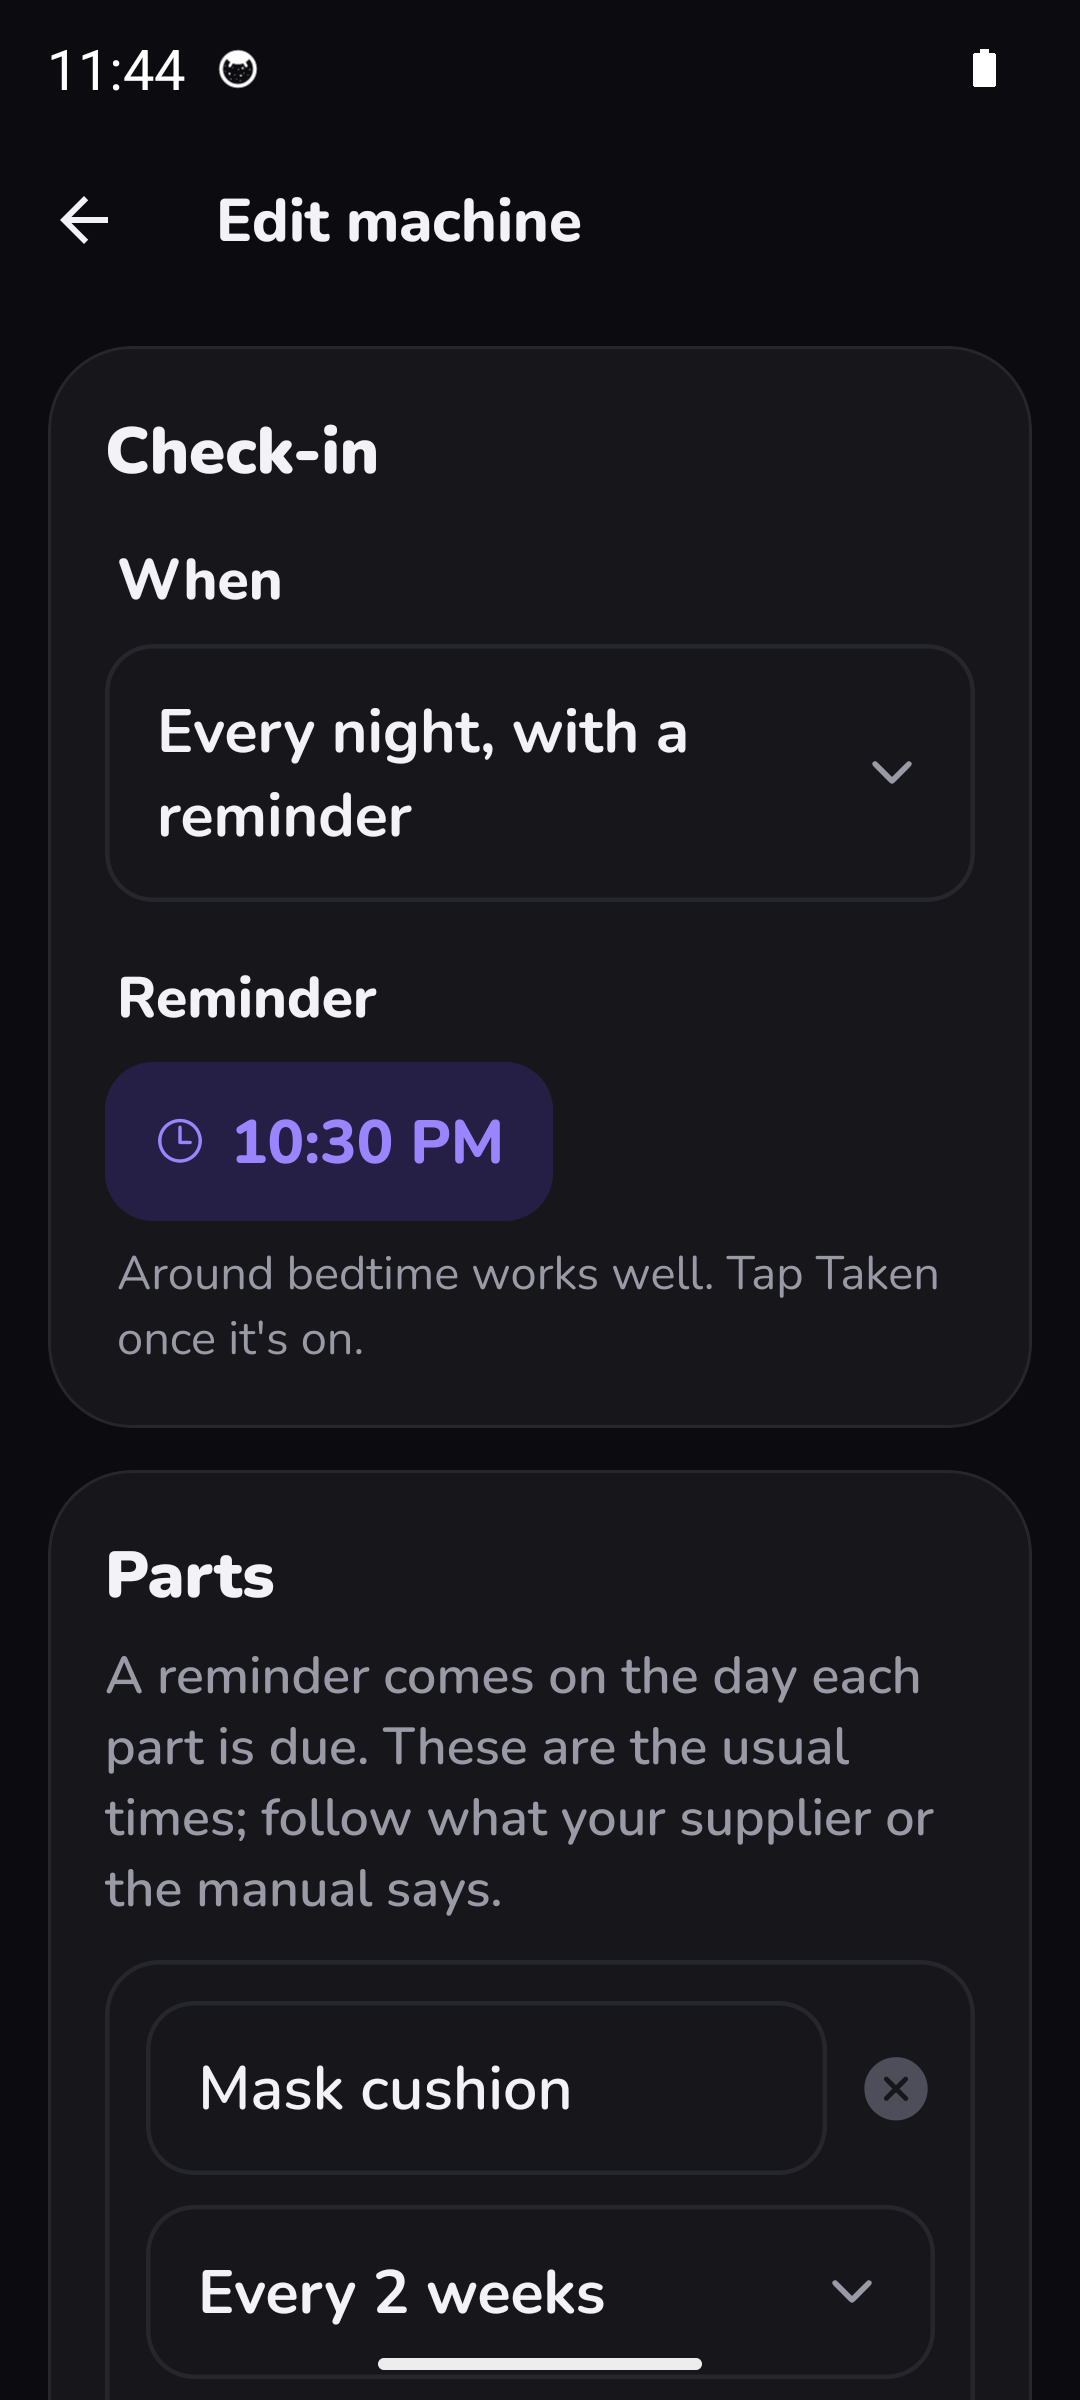 11:44
Edit machine
Check-in
When
Every night, with a
reminder
Reminder
10:30 PM
Around bedtime works well. Tap Taken
once it's on.
Parts
A reminder comes on the day each
part is due. These are the usual
times; follow what your supplier or
the manual says.
Mask cushion
Every 2 weeks